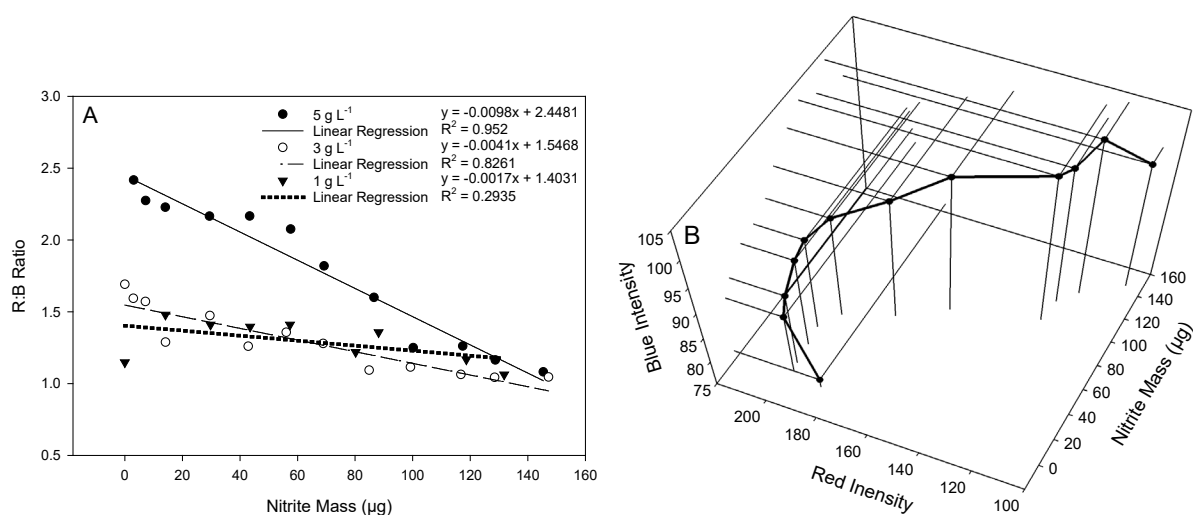 A
5 g L⁻¹ y = -0.0098x + 2.4481
Linear Regression R² = 0.952
3 g L⁻¹ y = -0.0041x + 1.5468
Linear Regression R² = 0.8261
1 g L⁻¹ y = -0.0017x + 1.4031
Linear Regression R² = 0.2935
3.0
2.5
2.0
1.5
1.0
0.5
R:B Ratio
0 20 40 60 80 100 120 140 160
Nitrite Mass (µg)
B
105
100
95
90
85
80
75
Blue Intensity
200
180
160
140
120
100
Red Inensity
160
140
120
100
80
60
40
20
0
Nitrite Mass (µg)